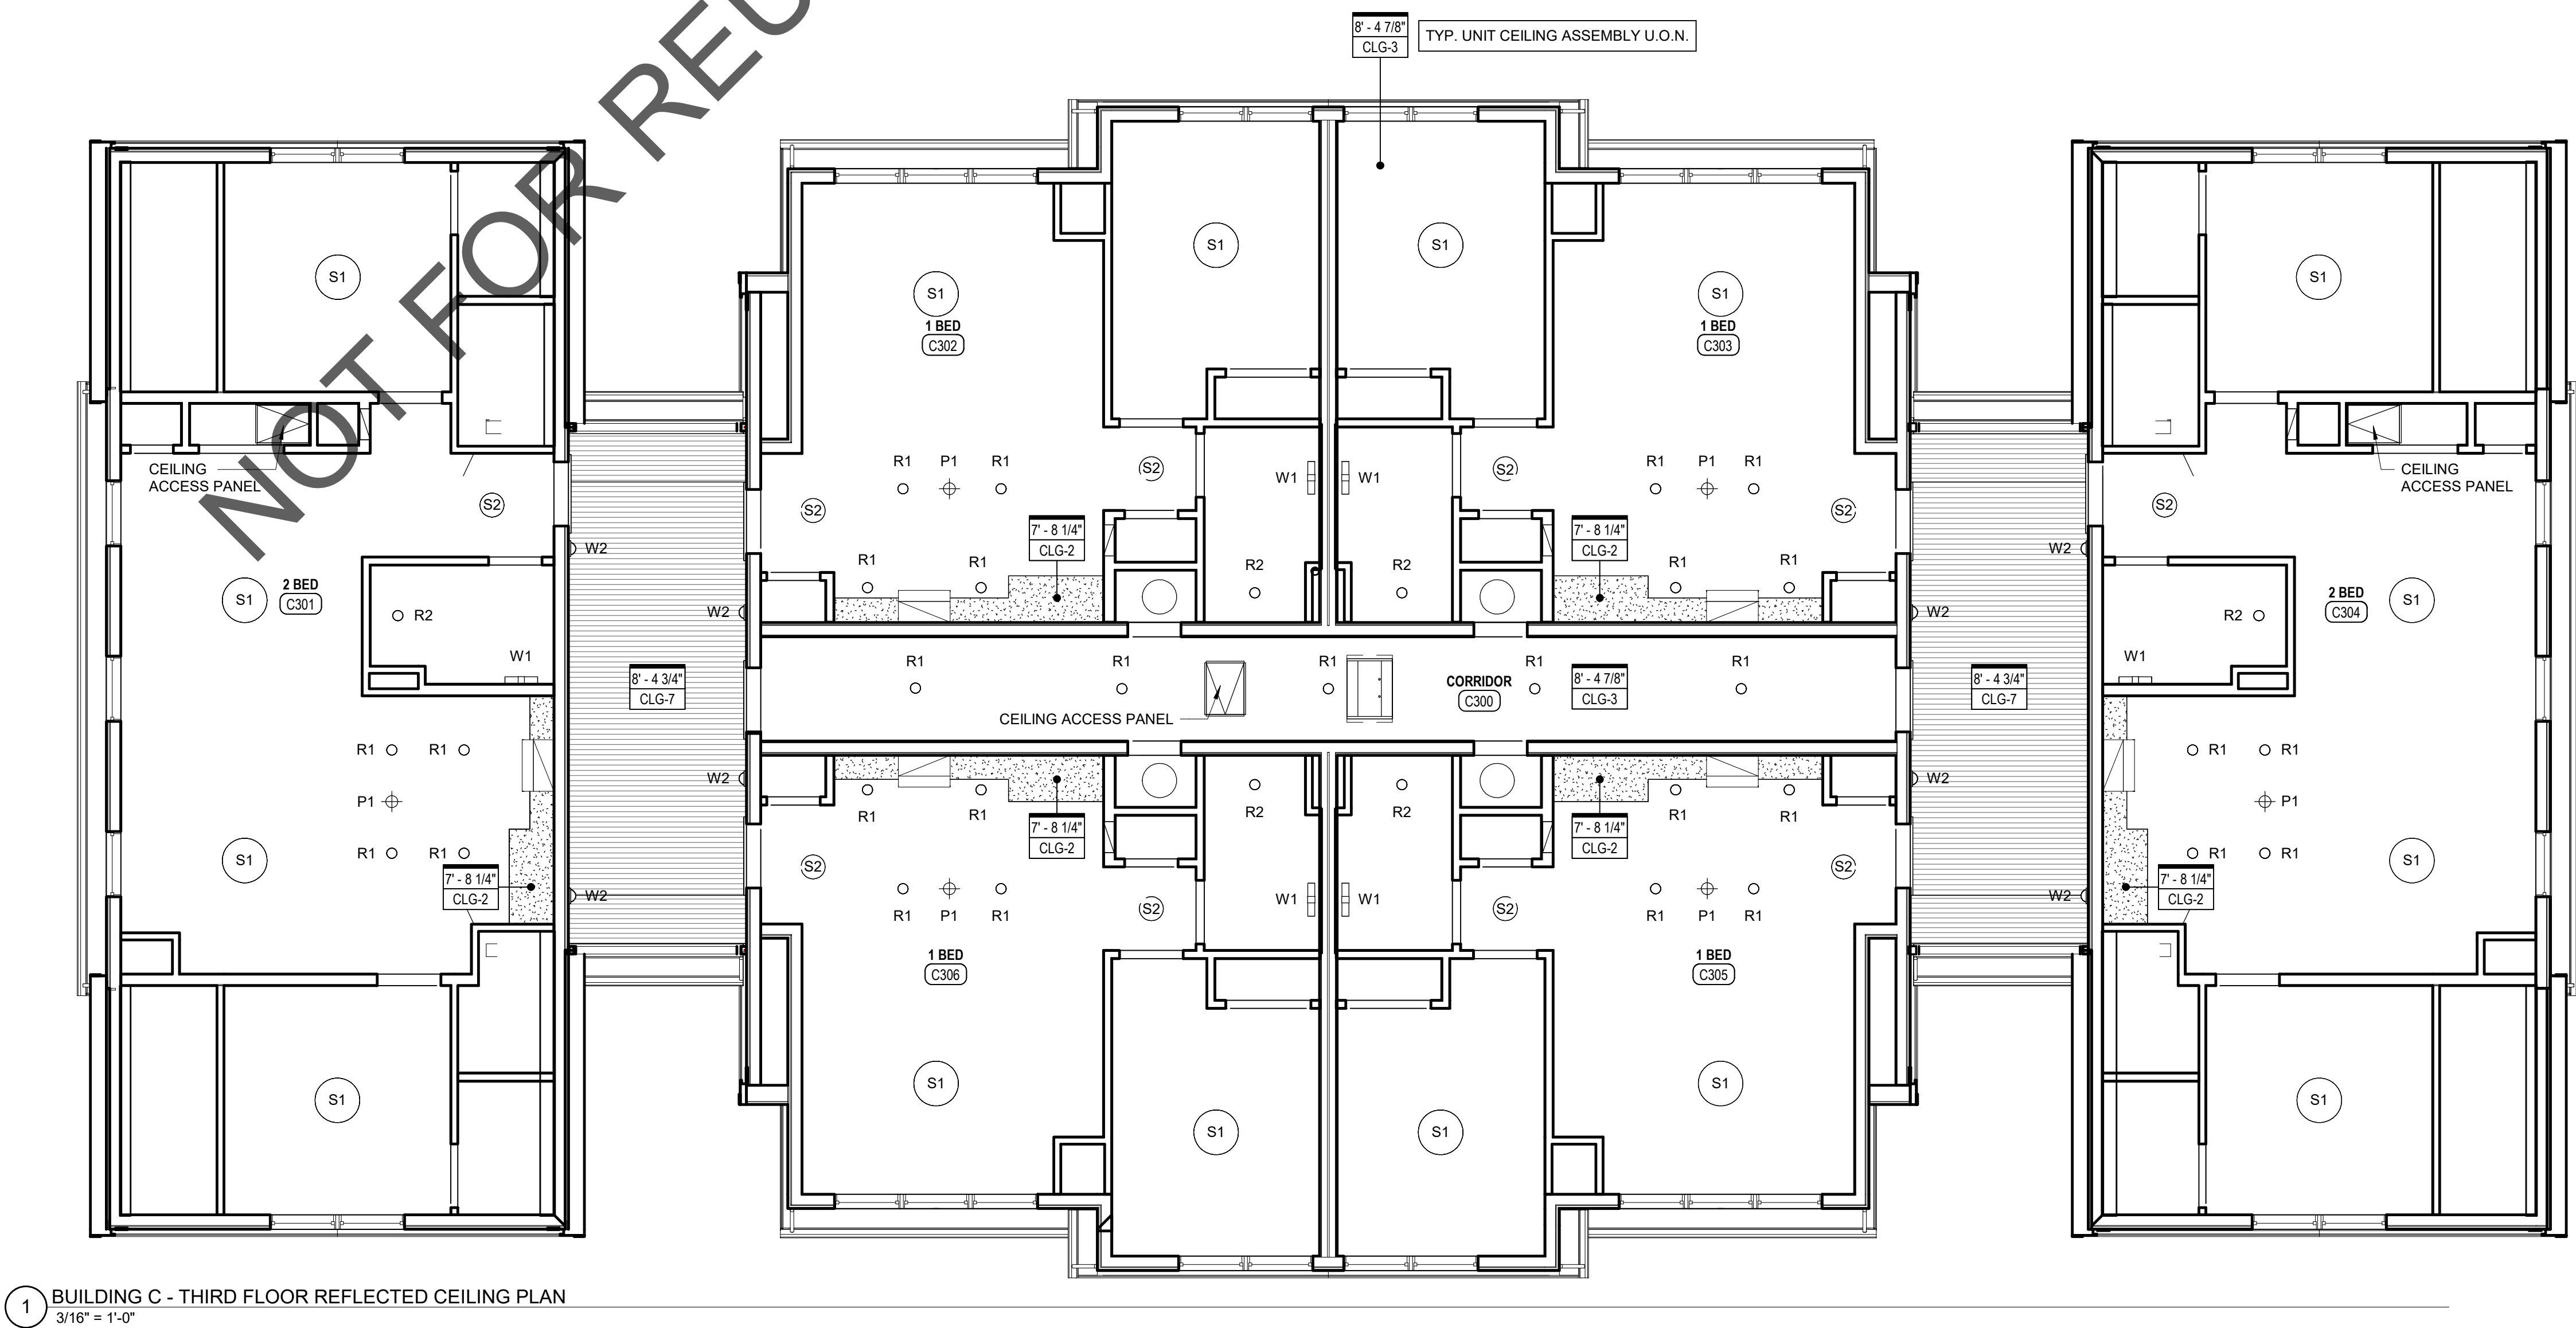 8' - 4 7/8"
CLG-3
TYP. UNIT CEILING ASSEMBLY U.O.N.
NOT FOR REU
S1
S1
S1
S1
S1
S1
1 BED
C302
1 BED
C303
CEILING
ACCESS PANEL
R1 P1 R1
S2
W1
W1
S2
R1 P1 R1
CEILING
ACCESS PANEL
S2
S2
S2
S2
W2
7' - 8 1/4"
CLG-2
7' - 8 1/4"
CLG-2
W2
R1
R1
R2
R2
R1
R1
S1
2 BED
C301
2 BED
C304
S1
R2
W2
W2
R2
W1
W1
8' - 4 3/4"
CLG-7
R1
R1
R1
R1
R1
CORRIDOR
C300
8' - 4 7/8"
CLG-3
8' - 4 3/4"
CLG-7
CEILING ACCESS PANEL
R1
R1
R1
R1
W2
W2
P1
P1
R1
R1
R2
R2
R1
R1
7' - 8 1/4"
CLG-2
7' - 8 1/4"
CLG-2
S1
R1
R1
R1
R1
S1
S2
S2
7' - 8 1/4"
CLG-2
7' - 8 1/4"
CLG-2
W2
W2
R1 P1 R1
S2
W1
W1
S2
R1 P1 R1
1 BED
C306
1 BED
C305
S1
S1
S1
S1
S1
S1
1
BUILDING C - THIRD FLOOR REFLECTED CEILING PLAN
3/16" = 1'-0"